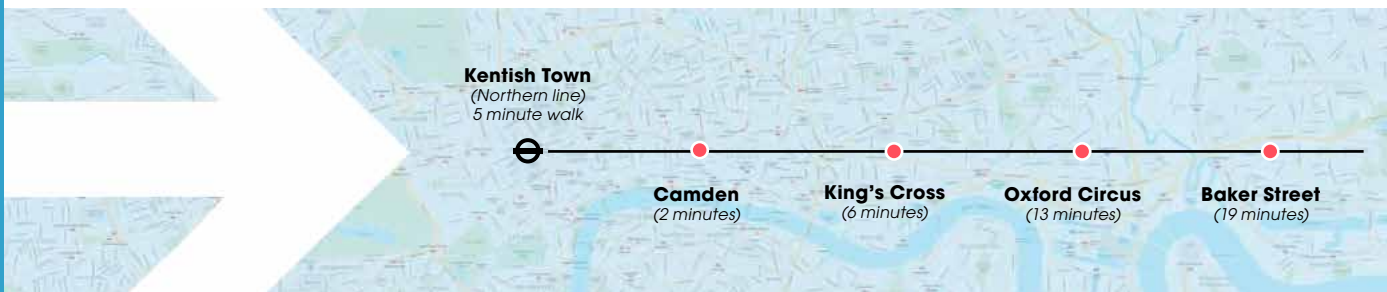 Kentish Town
(Northern line)
5 minute walk
Camden
(2 minutes)
King's Cross
(6 minutes)
Oxford Circus
(13 minutes)
Baker Street
(19 minutes)